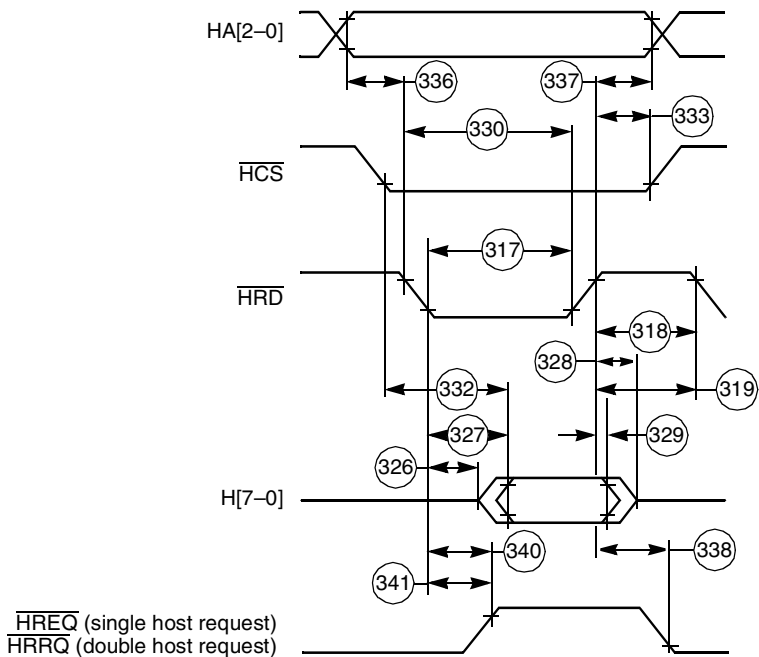 HA[2–0]
336
337
333
330
HCS
317
HRD
318
328
332
319
327
329
326
H[7–0]
340
338
341
HREQ (single host request)
HRRQ (double host request)